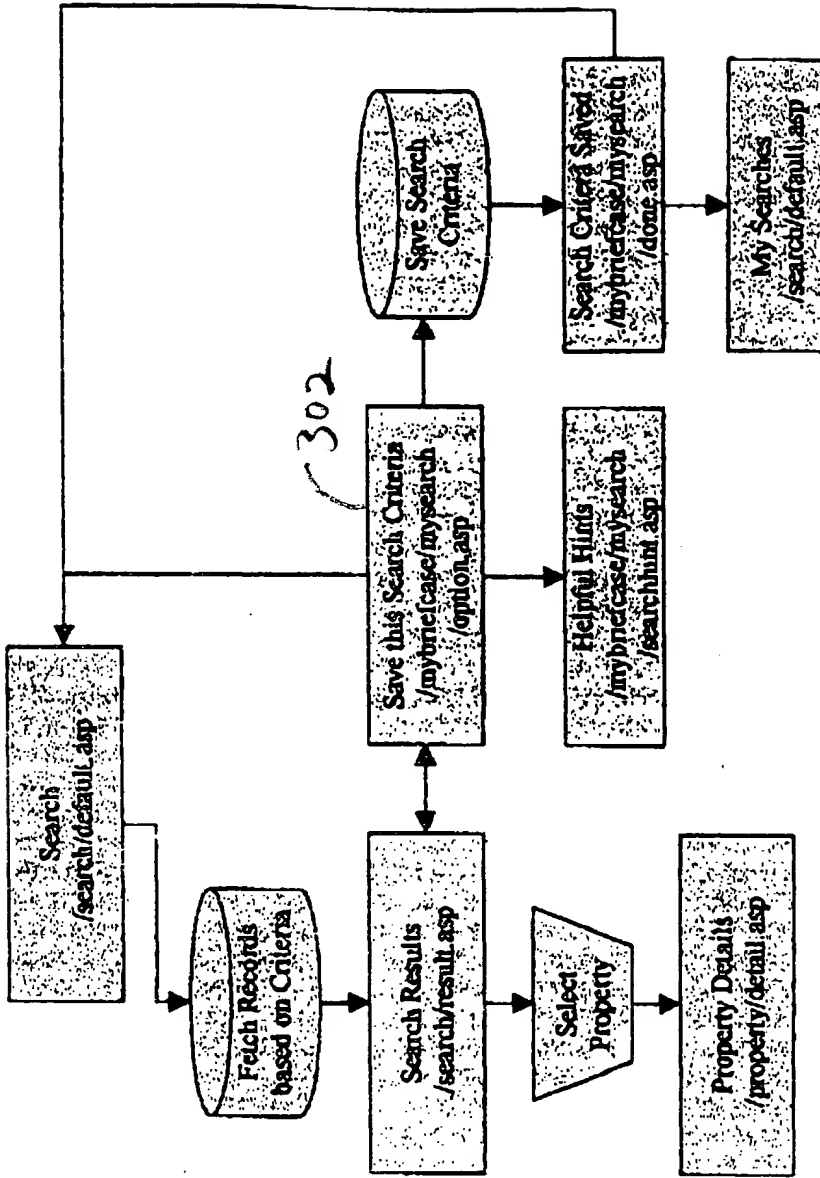 Search
/search/default.asp
Fetch Records
based on Criteria
Search Results
/search/result.asp
Select
Property
Property Details
/property/detail.asp
302
Save this Search Criteria
/mybriefcase/mysearch
/option.asp
Helpful Hints
/mybriefcase/mysearch
/searchhint.asp
Save Search
Criteria
Search Criteria Saved
/mybriefcase/mysearch
/done.asp
My Searches
/search/default.asp